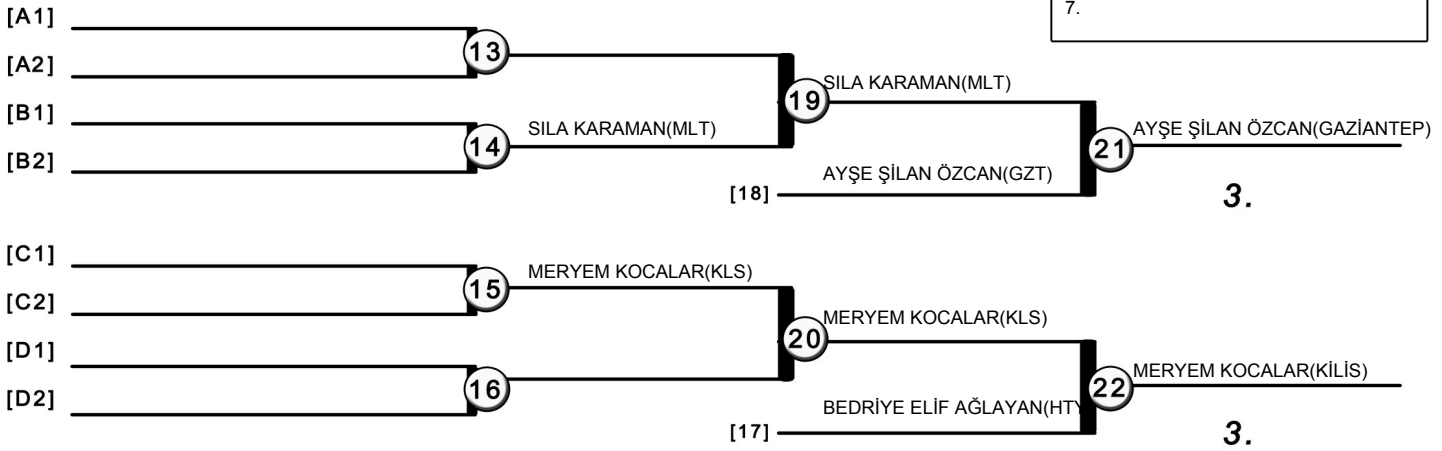 7.
[A1]
13
[A2]
SILA KARAMAN(MLT)
19
[B1]
SILA KARAMAN(MLT)
AYŞE ŞİLAN ÖZCAN(GAZİANTEP)
14
21
[B2]
AYŞE ŞİLAN ÖZCAN(GZT)
[18]
3.
[C1]
MERYEM KOCALAR(KLS)
15
[C2]
MERYEM KOCALAR(KLS)
20
[D1]
MERYEM KOCALAR(KİLİS)
16
22
[D2]
BEDRİYE ELİF AĞLAYAN(HTY
[17]
3.